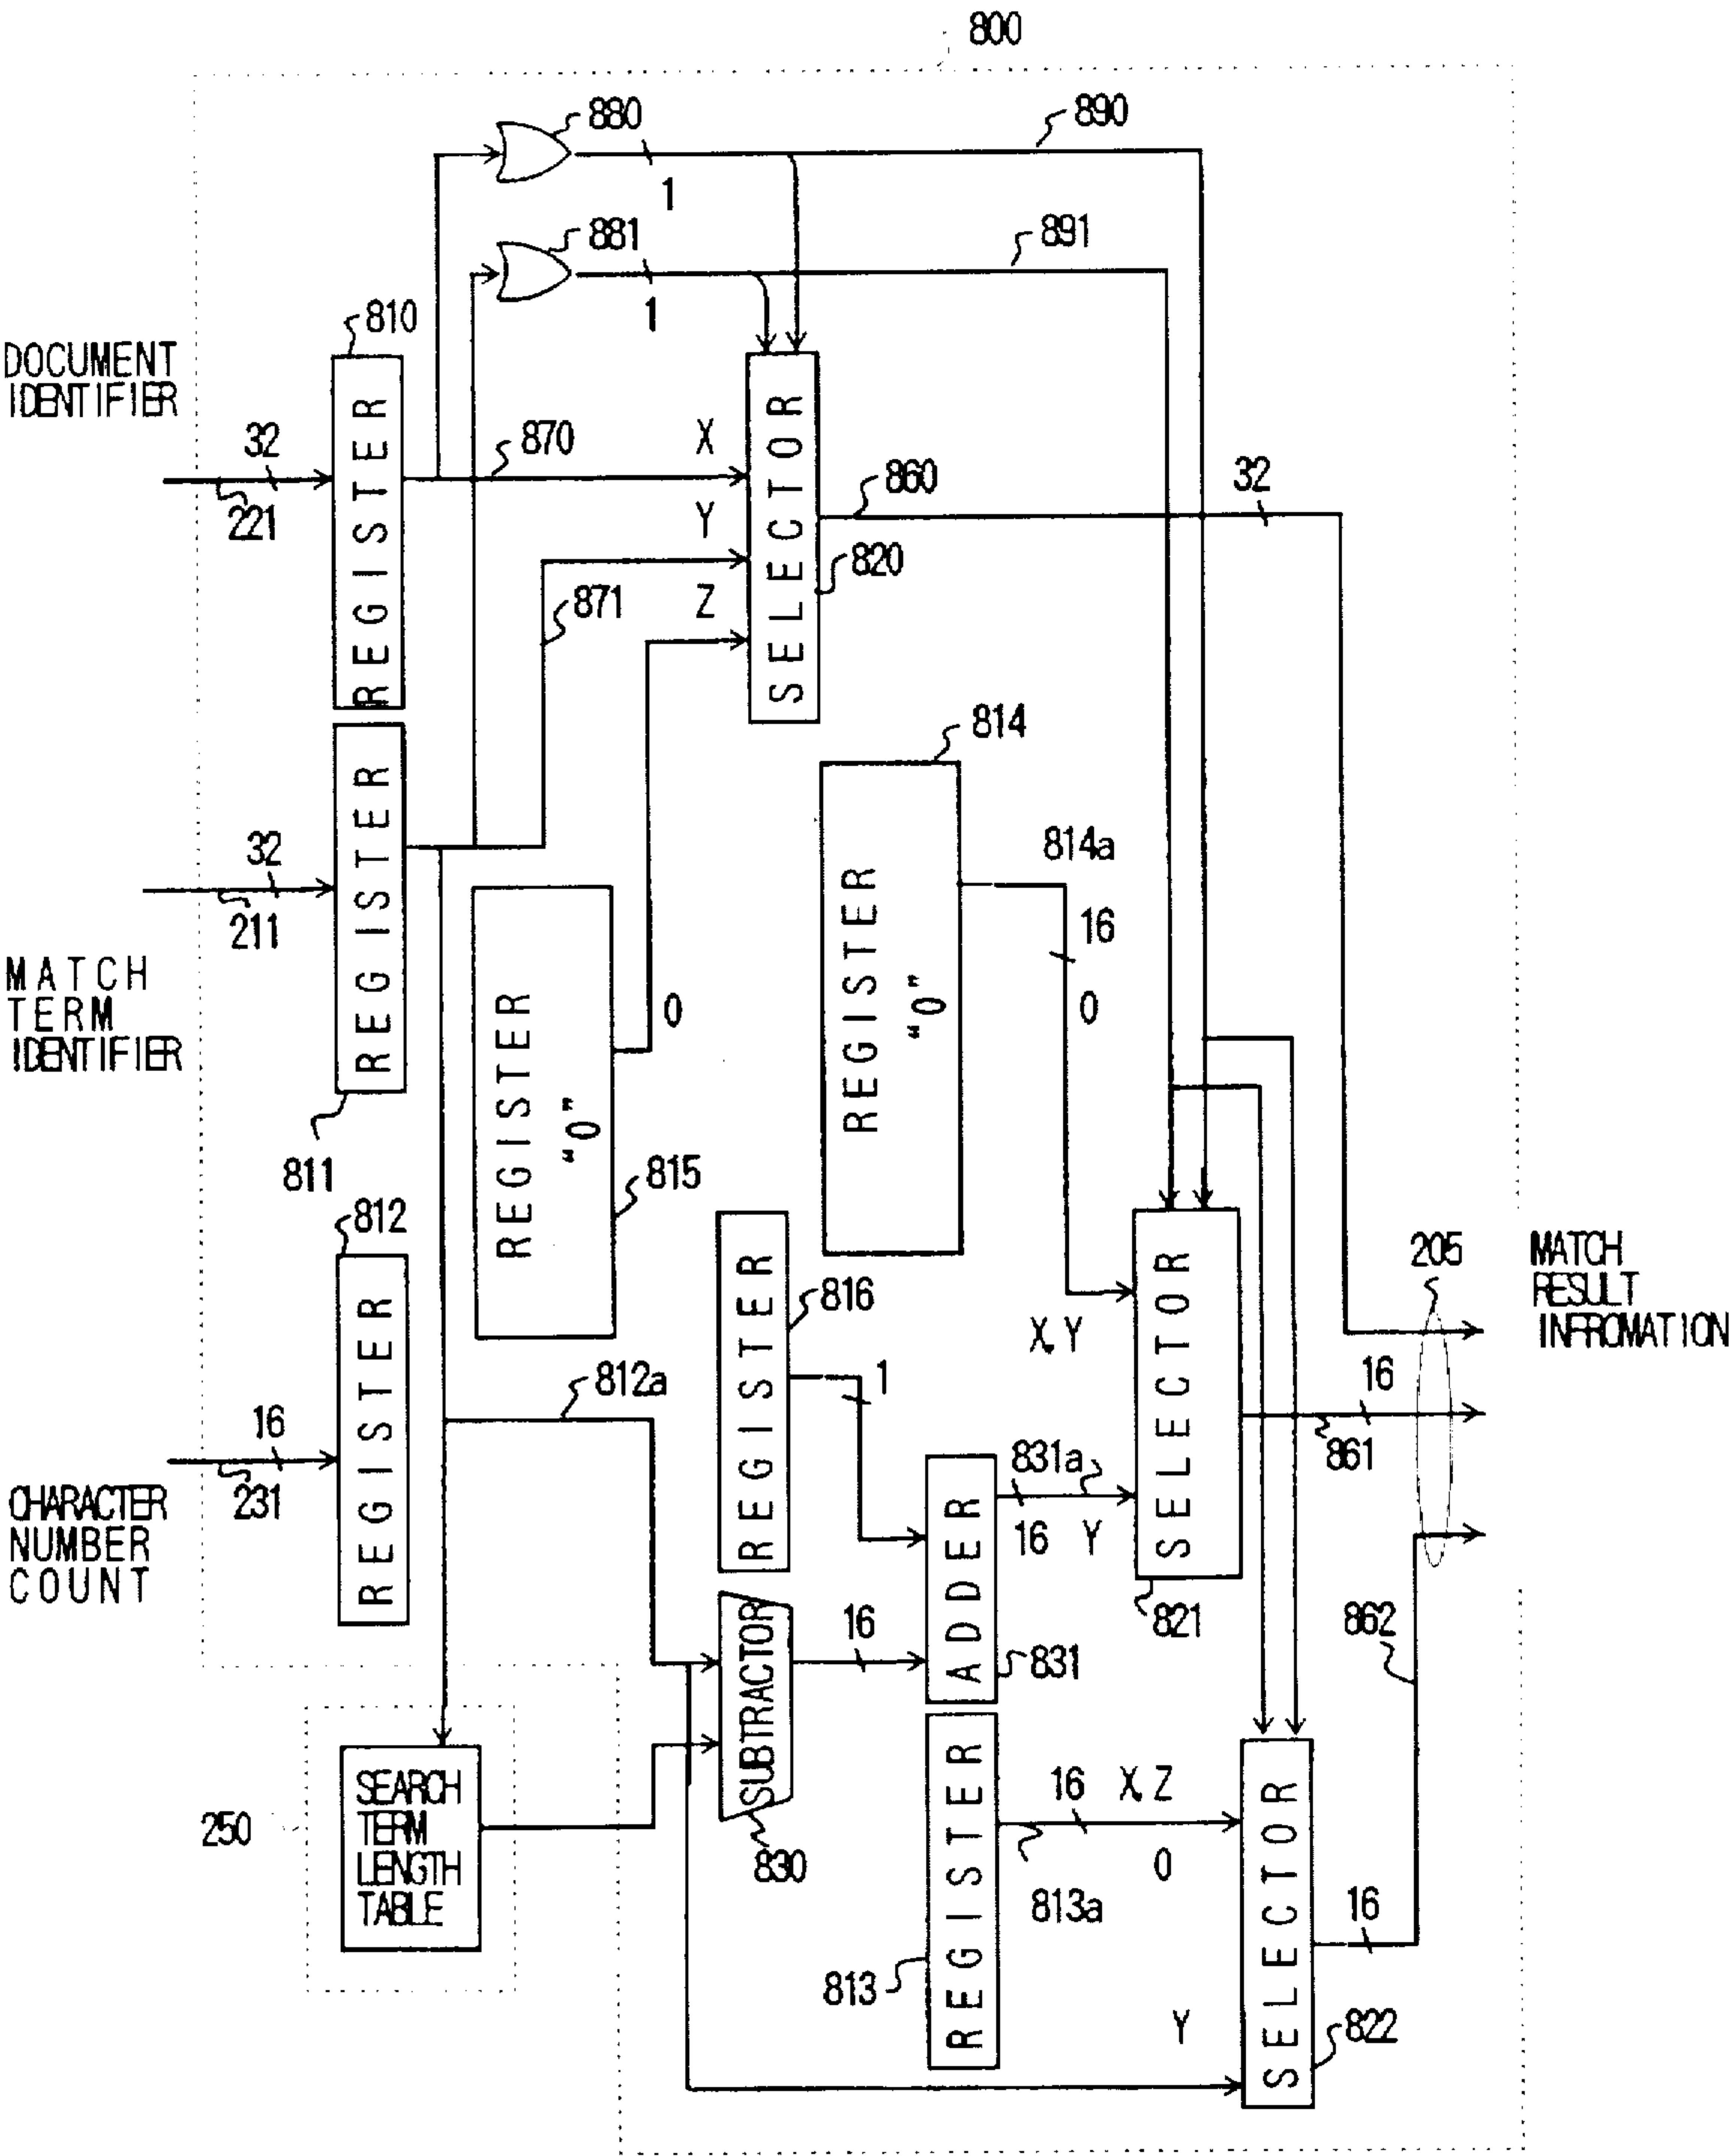 800
880
890
1
881
891
1
810
DOCUMENT
IDENTIFIER
32
221
REGISTER
870
X
Y
Z
871
SELECTOR
860
820
32
814
REGISTER
32
211
MATCH
TERM
IDENTIFIER
811
REGISTER
"0"
0
815
REGISTER
"0"
814a
16
0
812
REGISTER
16
231
CHARACTER
NUMBER
COUNT
812a
REGISTER
816
1
X,Y
SELECTOR
821
205
MATCH
RESULT
INFROMATION
16
861
831a
16
Y
ADDER
831
SUBTRACTOR
830
16
862
250
SEARCH
TERM
LENGTH
TABLE
REGISTER
813
16
X,Z
0
813a
Y
SELECTOR
822
16